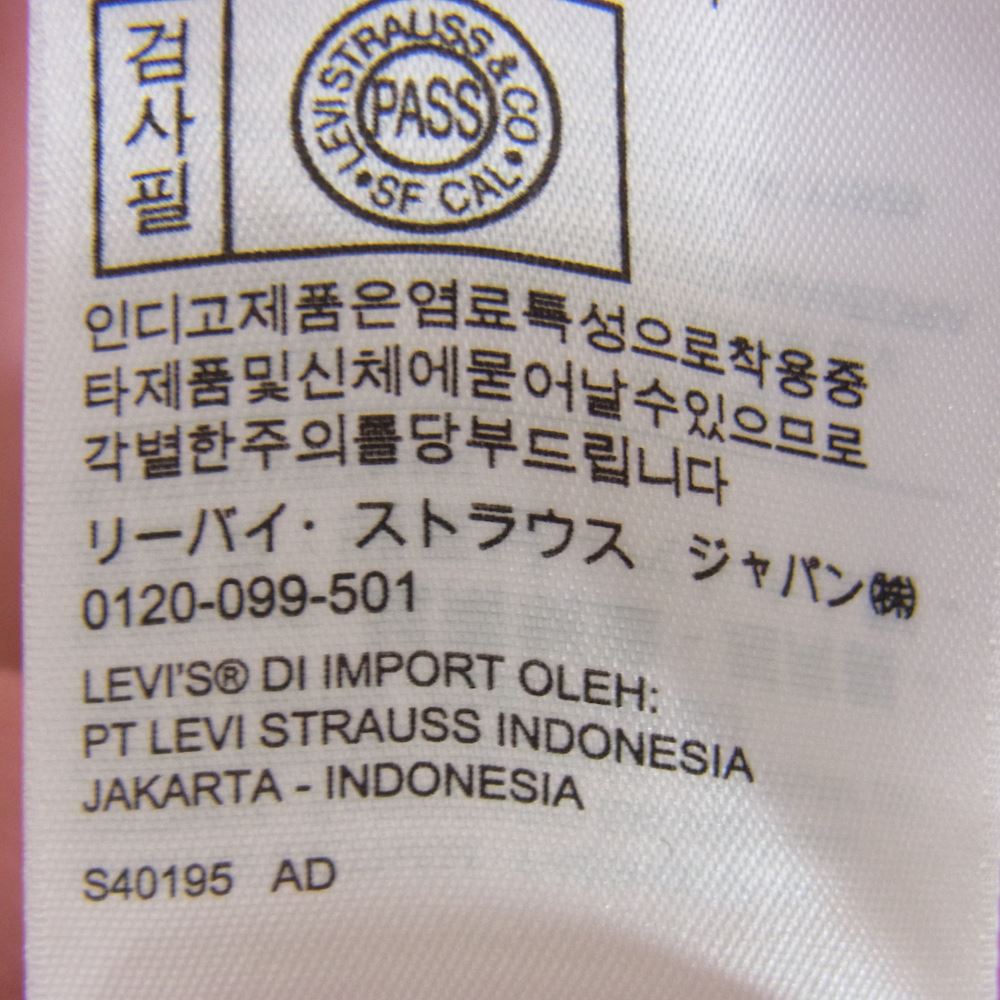 검사필
LEVI STRAUSS & CO • SF CAL •
PASS
인디고제품은염료특성으로착용중
타제품및신체에묻어날수있으므로
각별한주의를당부드립니다
リーバイ・ストラウス ジャパン㈱
0120-099-501
LEVI'S® DI IMPORT OLEH:
PT LEVI STRAUSS INDONESIA
JAKARTA - INDONESIA
S40195 AD